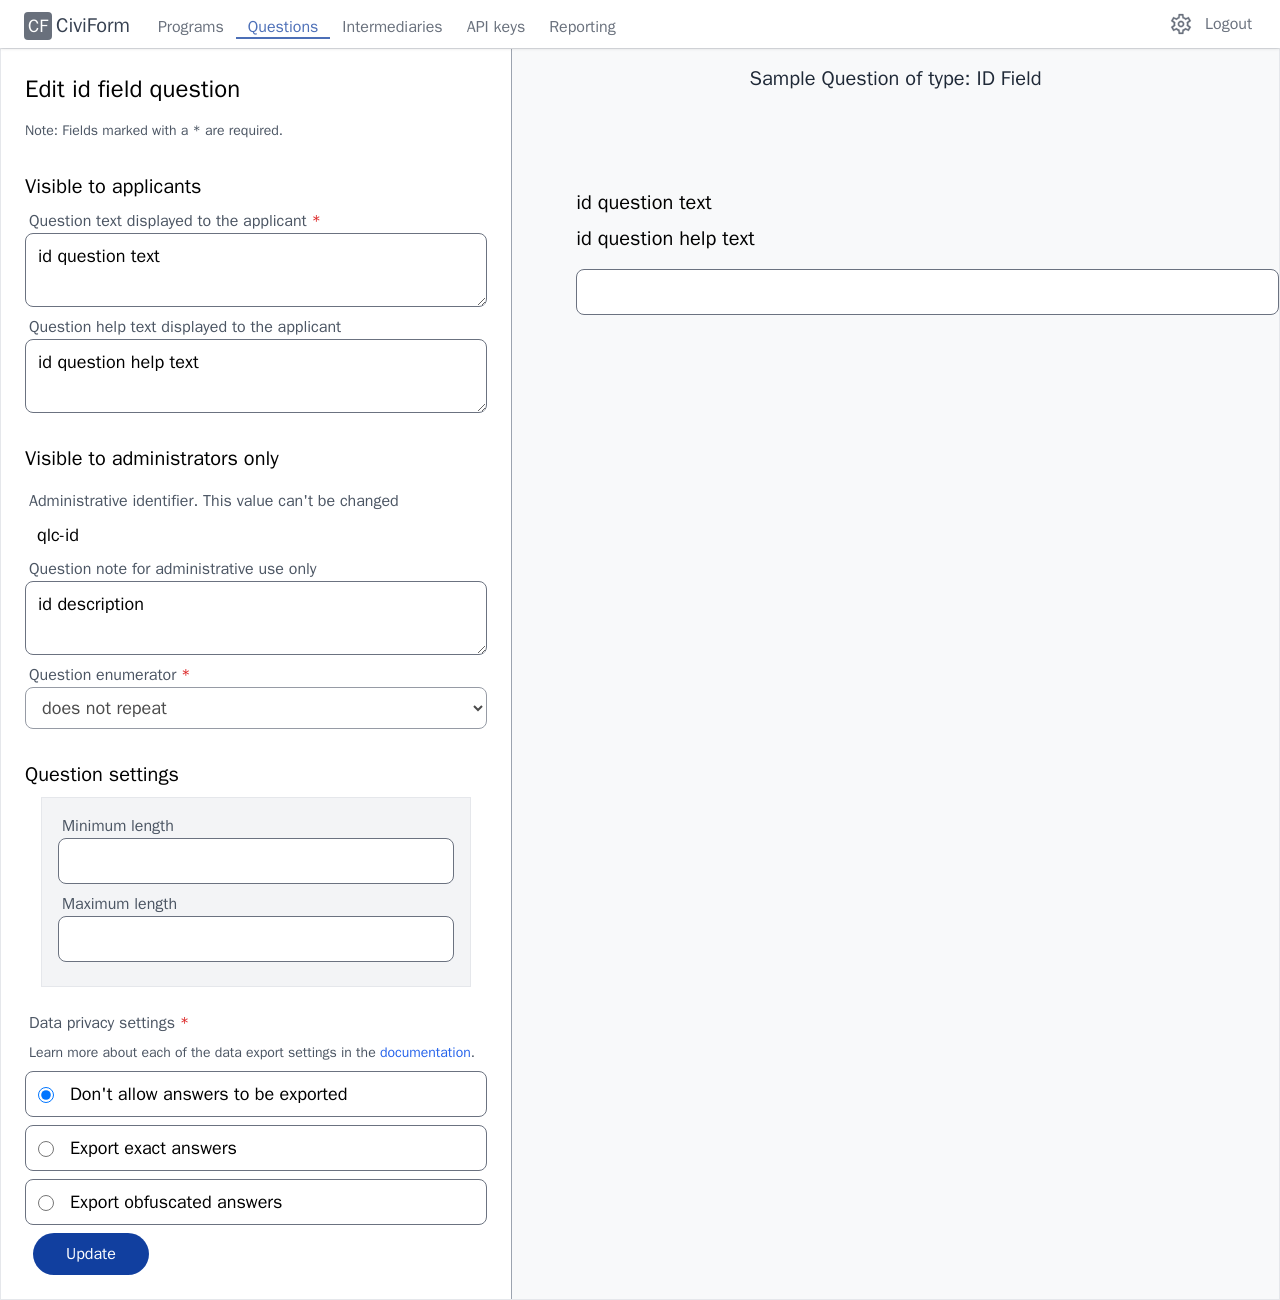 CF CiviForm Programs Questions Intermediaries API keys Reporting Logout
Edit id field question
Note: Fields marked with a * are required.
Visible to applicants
Question text displayed to the applicant *
id question text
Question help text displayed to the applicant
id question help text
Visible to administrators only
Administrative identifier. This value can't be changed
qlc-id
Question note for administrative use only
id description
Question enumerator *
does not repeat
Question settings
Minimum length
Maximum length
Data privacy settings *
Learn more about each of the data export settings in the documentation.
Don't allow answers to be exported
Export exact answers
Export obfuscated answers
Update
Sample Question of type: ID Field
id question text
id question help text